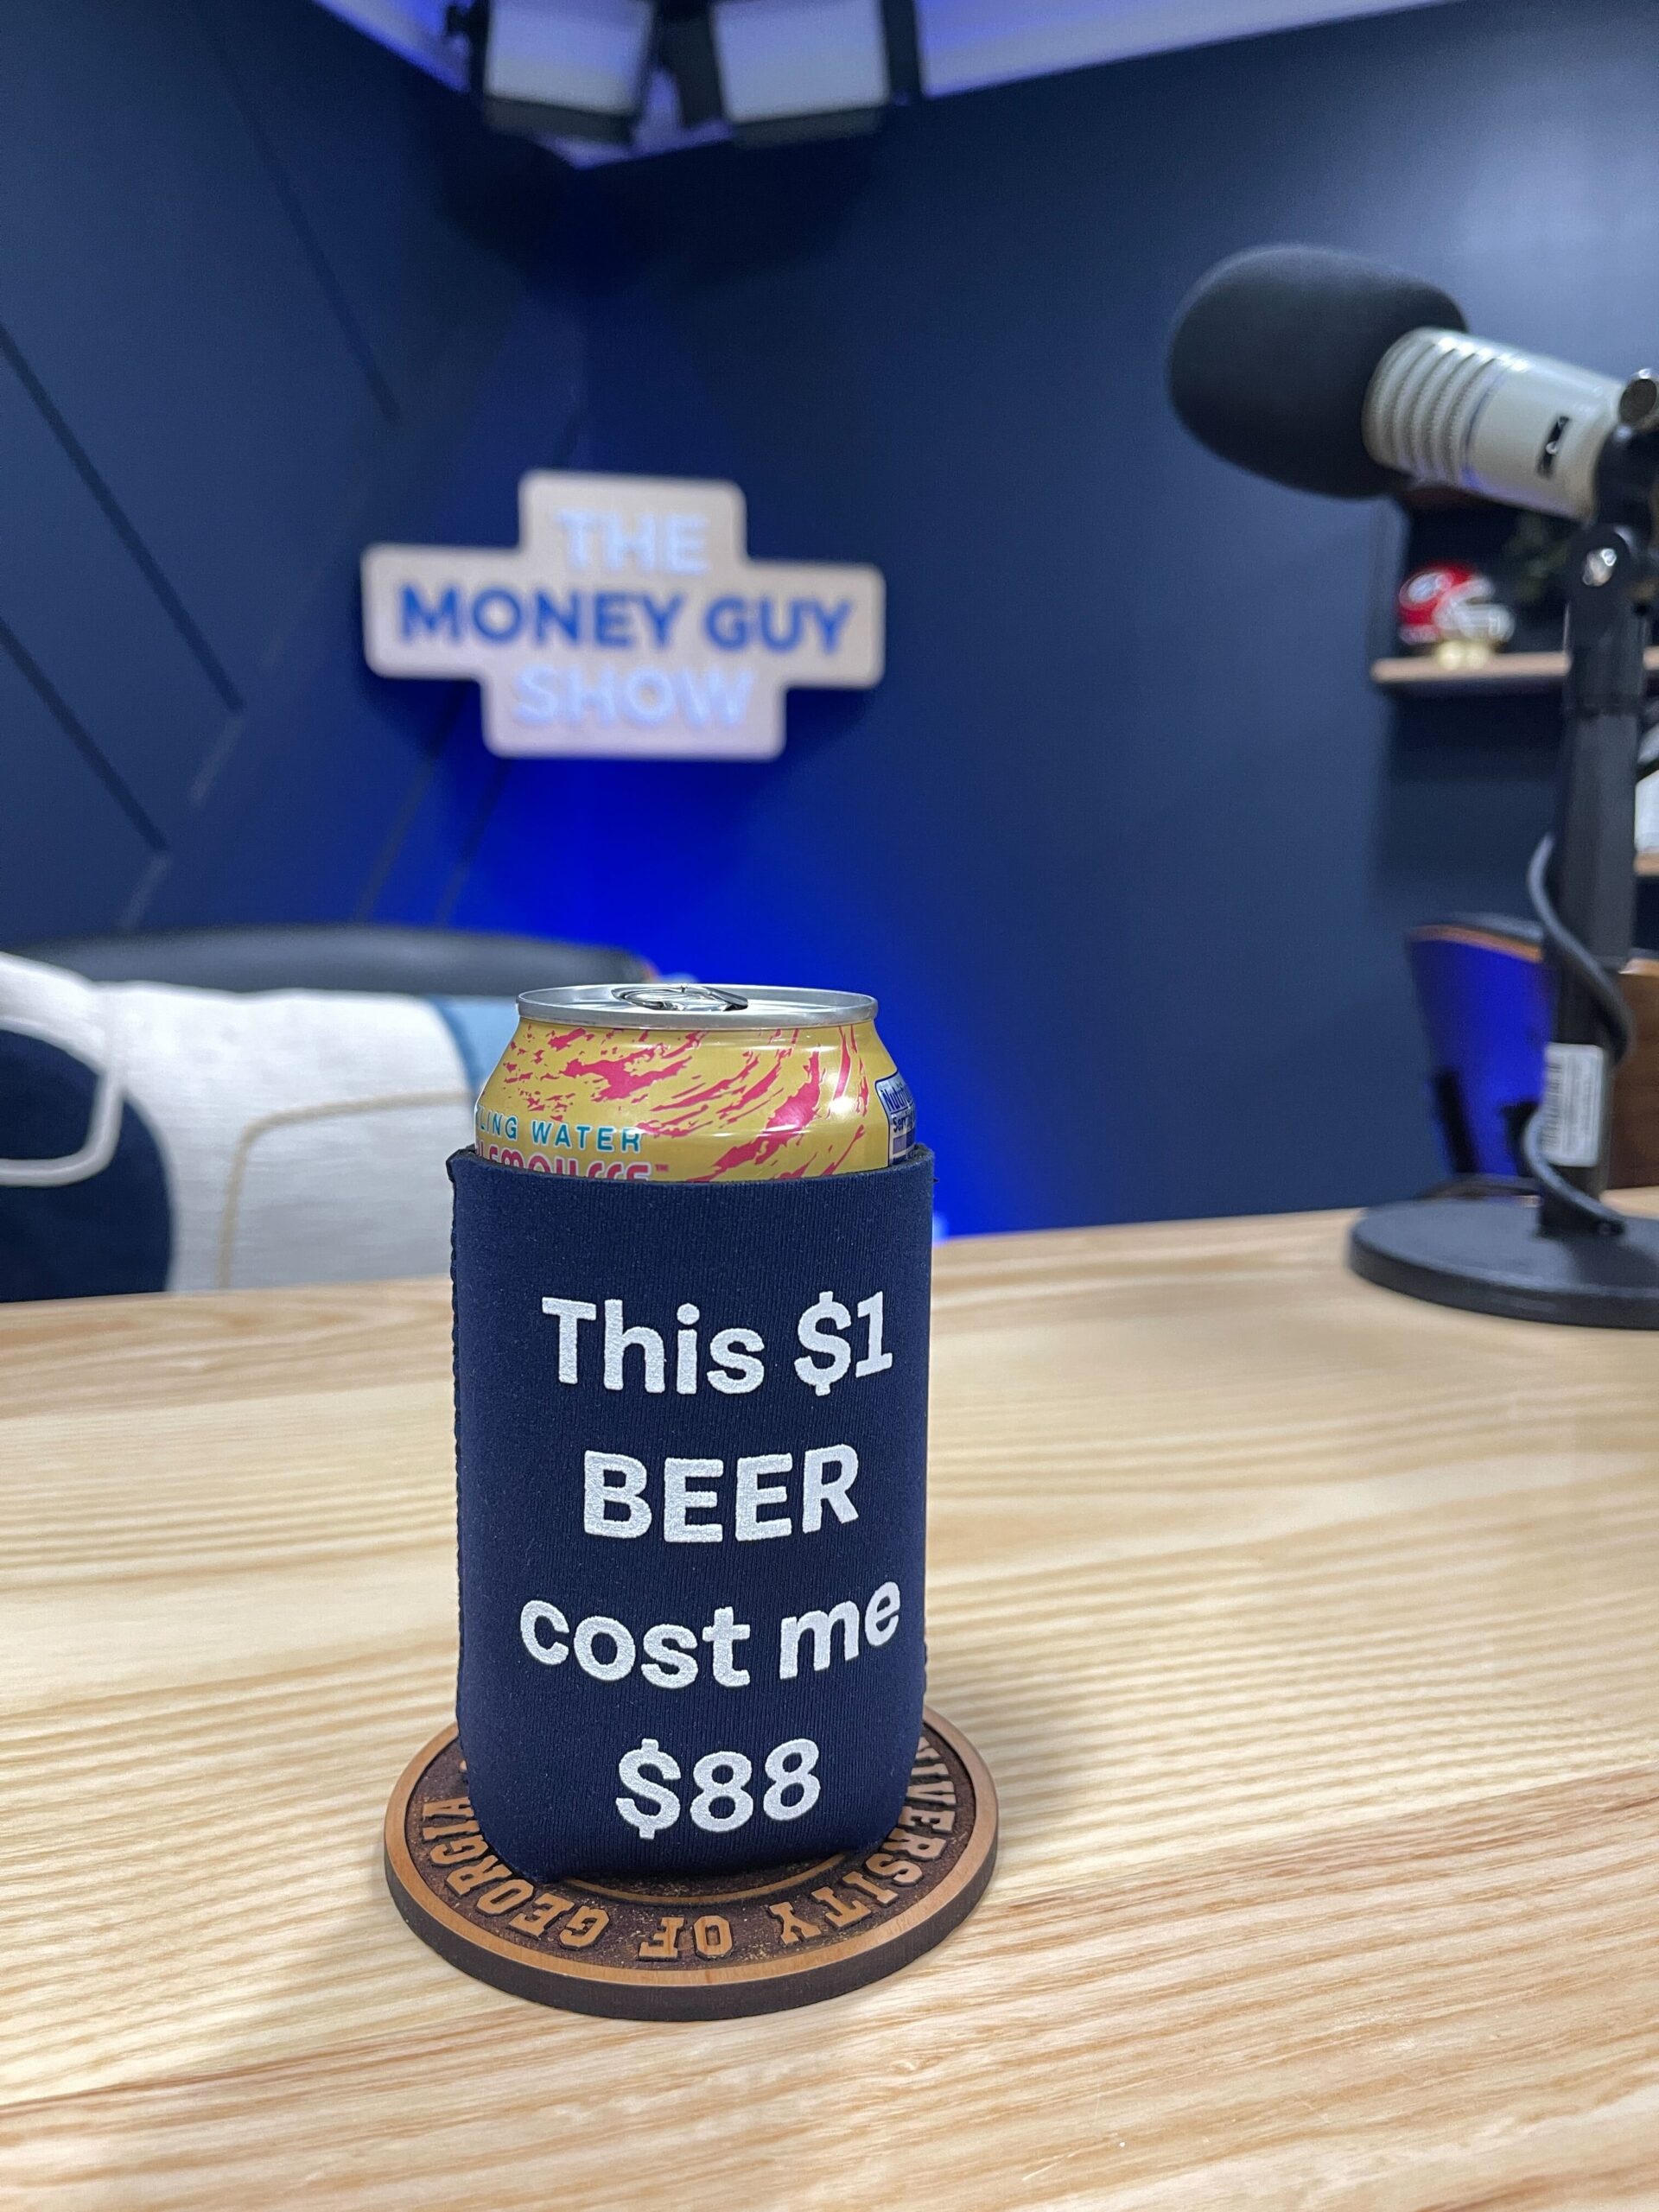 THE
MONEY GUY
SHOW
LING WATER
This $1
BEER
cost me
$88
UNIVERSITY OF GEORGIA